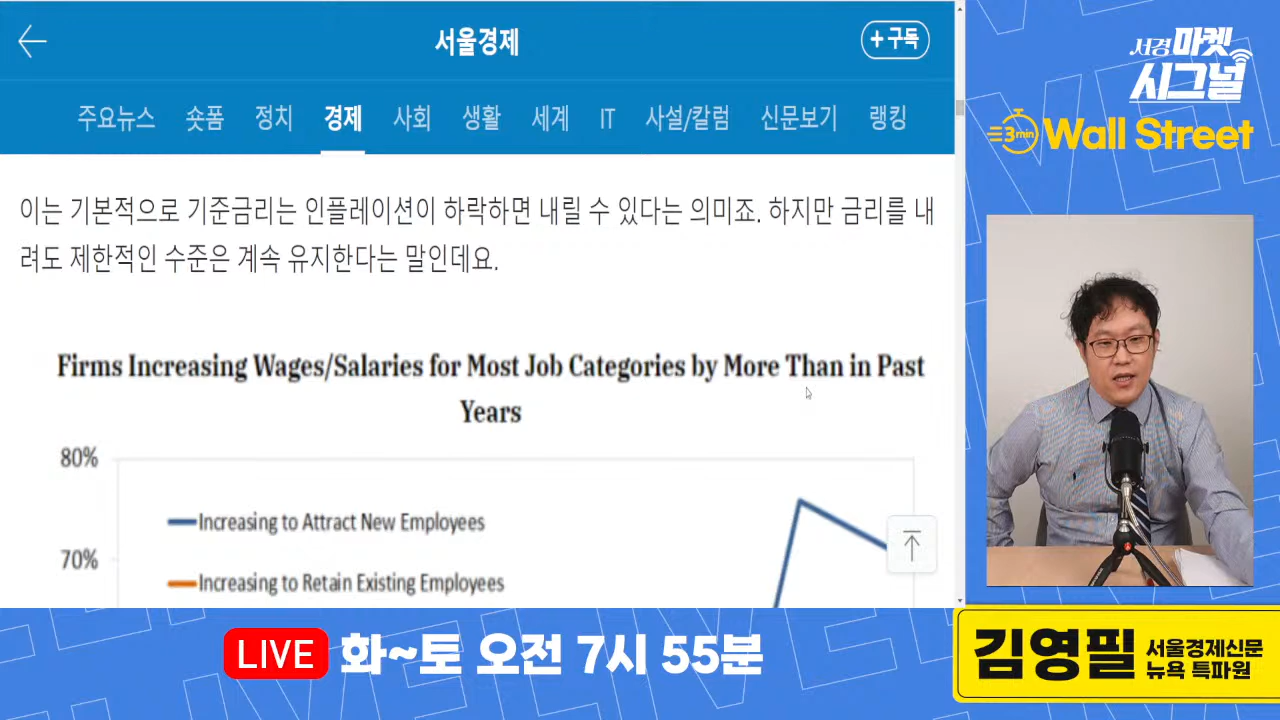 서울경제
+ 구독
주요뉴스 숏폼 정치 경제 사회 생활 세계 IT 사설/칼럼 신문보기 랭킹
이는 기본적으로 기준금리는 인플레이션이 하락하면 내릴 수 있다는 의미죠. 하지만 금리를 내
려도 제한적인 수준은 계속 유지한다는 말인데요.
Firms Increasing Wages/Salaries for Most Job Categories by More Than in Past
Years
80%
Increasing to Attract New Employees
70%
Increasing to Retain Existing Employees
서경 마켓
시그널
3min Wall Street
LIVE 화~토 오전 7시 55분
김영필 서울경제신문
뉴욕 특파원